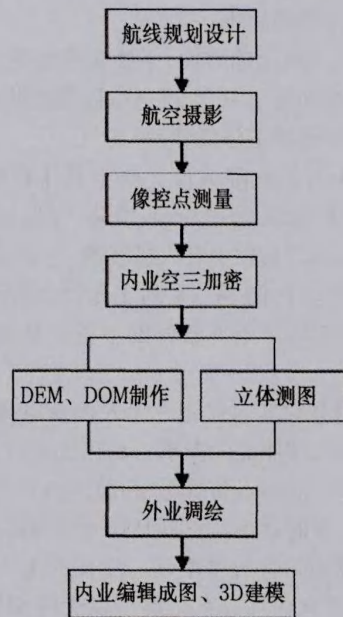 航线规划设计
航空摄影
像控点测量
内业空三加密
DEM、DOM制作
立体测图
外业调绘
内业编辑成图、3D建模